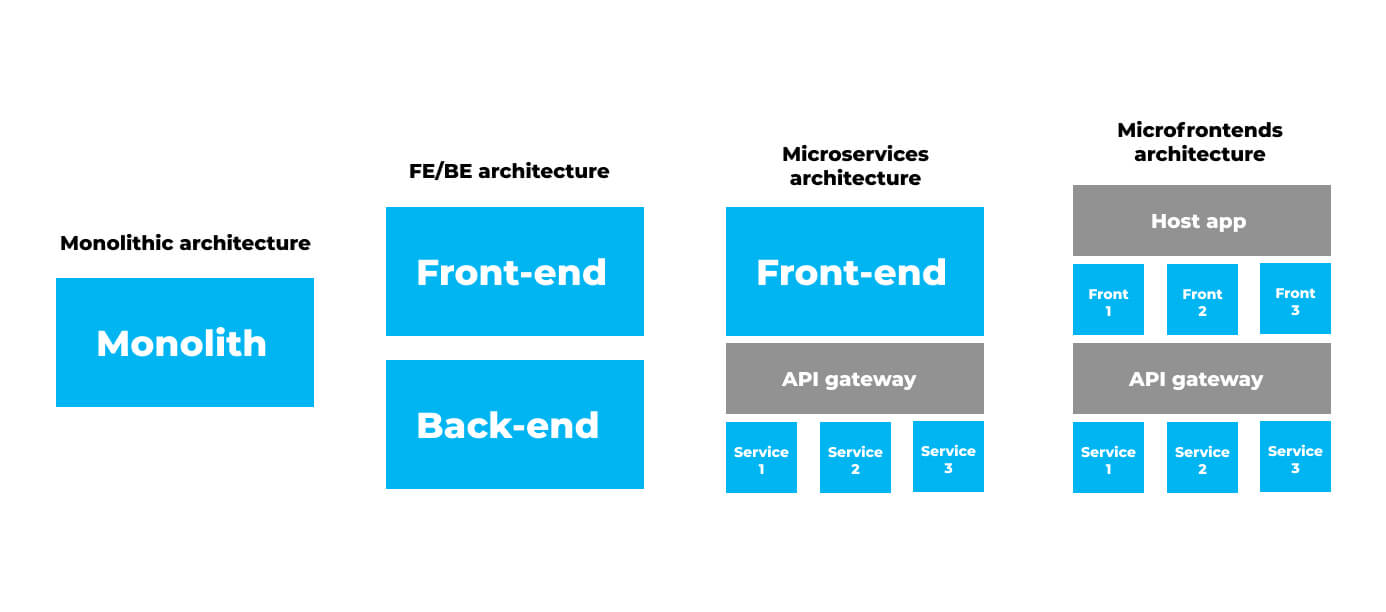 Monolithic architecture
Monolith
FE/BE architecture
Front-end
Back-end
Microservices
architecture
Front-end
API gateway
Service
1
Service
2
Service
3
Microfrontends
architecture
Host app
Front
1
Front
2
Front
3
API gateway
Service
1
Service
2
Service
3